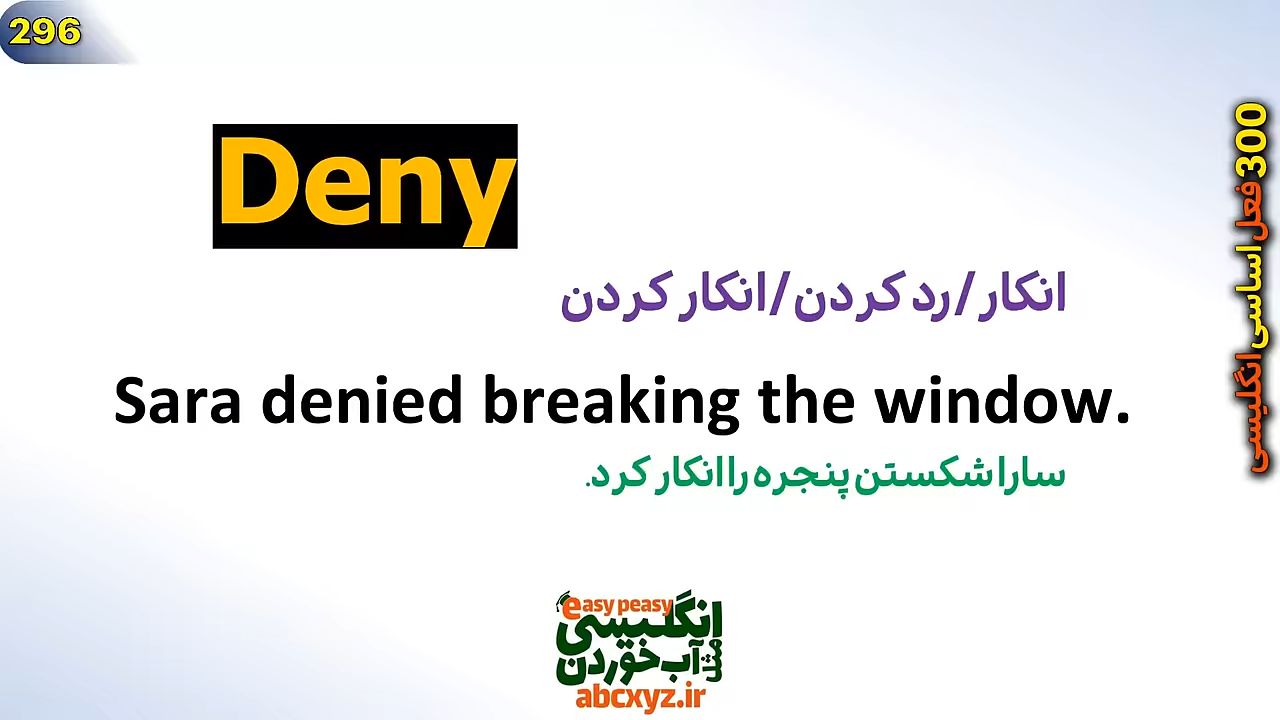 296
Deny
انکار/رد کردن/انکار کردن
Sara denied breaking the window.
سارا شکستن پنجره را انکار کرد.
300 فعل اساسی انگلیسی
easy peasy
انگلیسی
مثل آب خوردن
abcxyz.ir